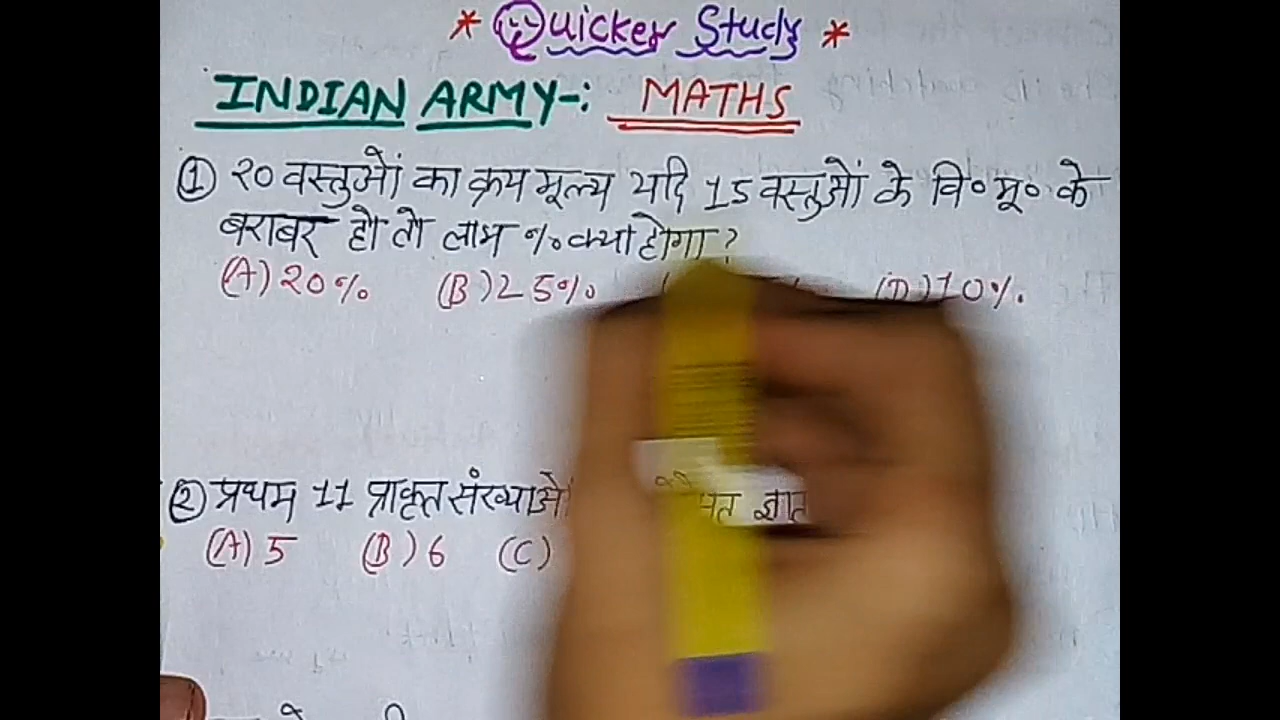 * Quicker Study *
INDIAN ARMY-: MATHS
① 20 वस्तुओं का क्रय मूल्य यदि 15 वस्तुओं के वि० मू० के
बराबर हो तो लाभ % क्या होगा ?
(A) 20% (B) 25% (D) 10%
② प्रथम 11 प्राकृत संख्याओं ज्ञात
(A) 5 (B) 6 (C)